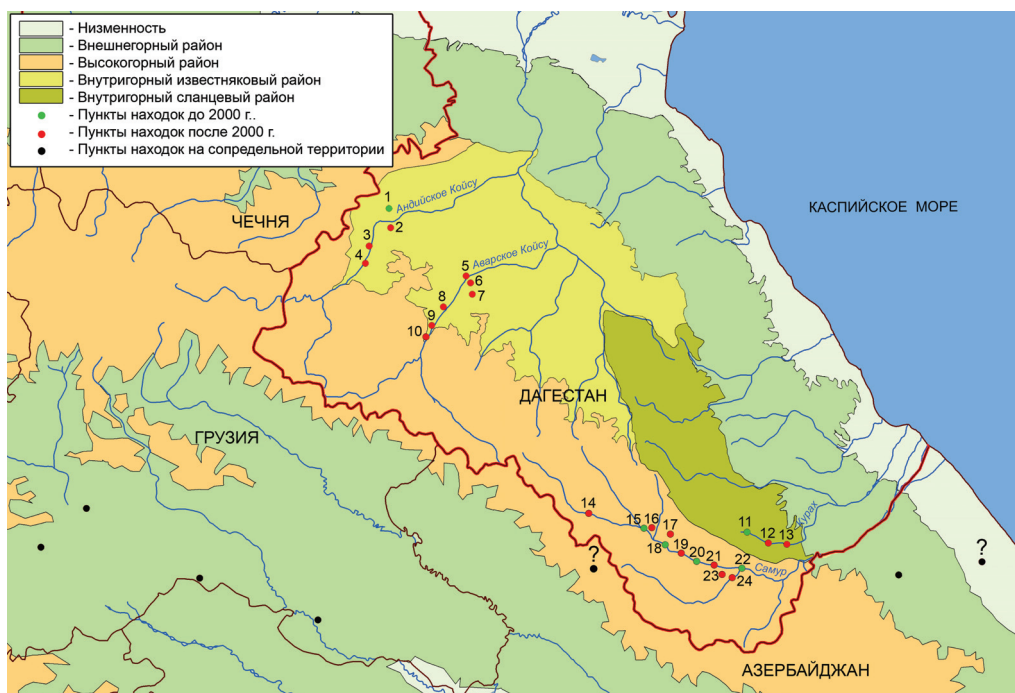 - Низменность
- Внешнегорный район
- Высокогорный район
- Внутригорный известняковый район
- Внутригорный сланцевый район
- Пункты находок до 2000 г..
- Пункты находок после 2000 г.
- Пункты находок на сопредельной территории
КАСПИЙСКОЕ МОРЕ
ЧЕЧНЯ
1
Андийское Койсу
2
3
4
5
Аварское Койсу
6
7
8
9
10
ДАГЕСТАН
ГРУЗИЯ
Курах
14
15
16
17
11
12
13
18
19
20
21
22
Самур
23
24
?
?
АЗЕРБАЙДЖАН